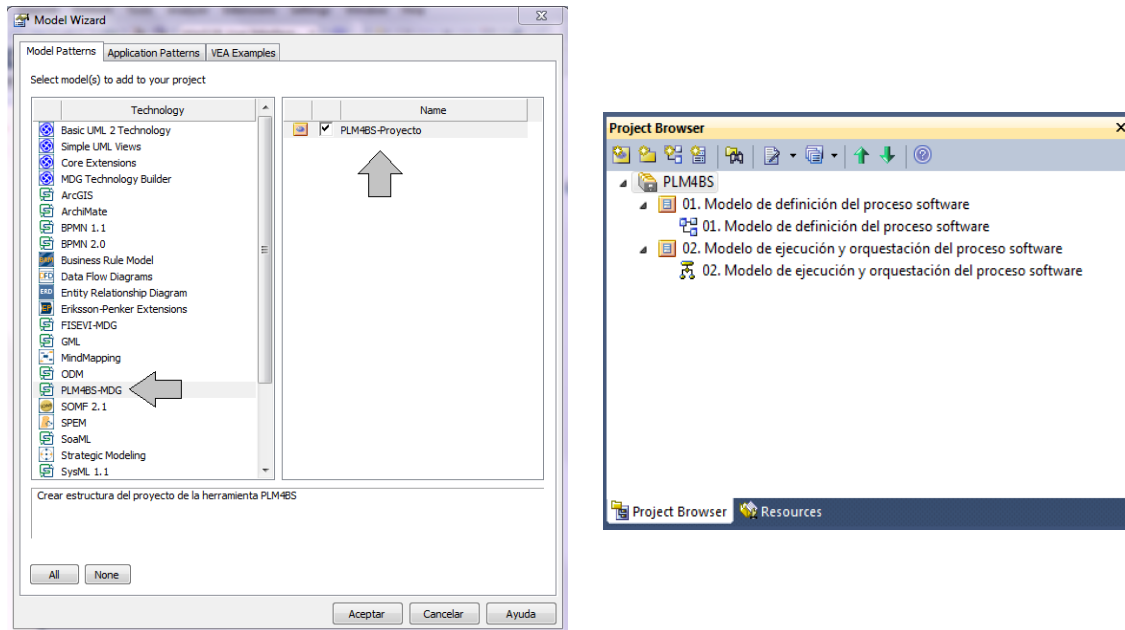 Model Wizard
Model Patterns Application Patterns VEA Examples
Select model(s) to add to your project
Technology
Basic UML 2 Technology
Simple UML Views
Core Extensions
MDG Technology Builder
ArcGIS
ArchiMate
BPMN 1.1
BPMN 2.0
Business Rule Model
Data Flow Diagrams
Entity Relationship Diagram
Eriksson-Penker Extensions
FISEVI-MDG
GML
MindMapping
ODM
PLM4BS-MDG
SOMF 2.1
SPEM
SoaML
Strategic Modeling
SysML 1.1
Name
PLM4BS-Proyecto
Crear estructura del proyecto de la herramienta PLM4BS
All None
Aceptar Cancelar Ayuda
Project Browser
PLM4BS
01. Modelo de definición del proceso software
01. Modelo de definición del proceso software
02. Modelo de ejecución y orquestación del proceso software
02. Modelo de ejecución y orquestación del proceso software
Project Browser Resources